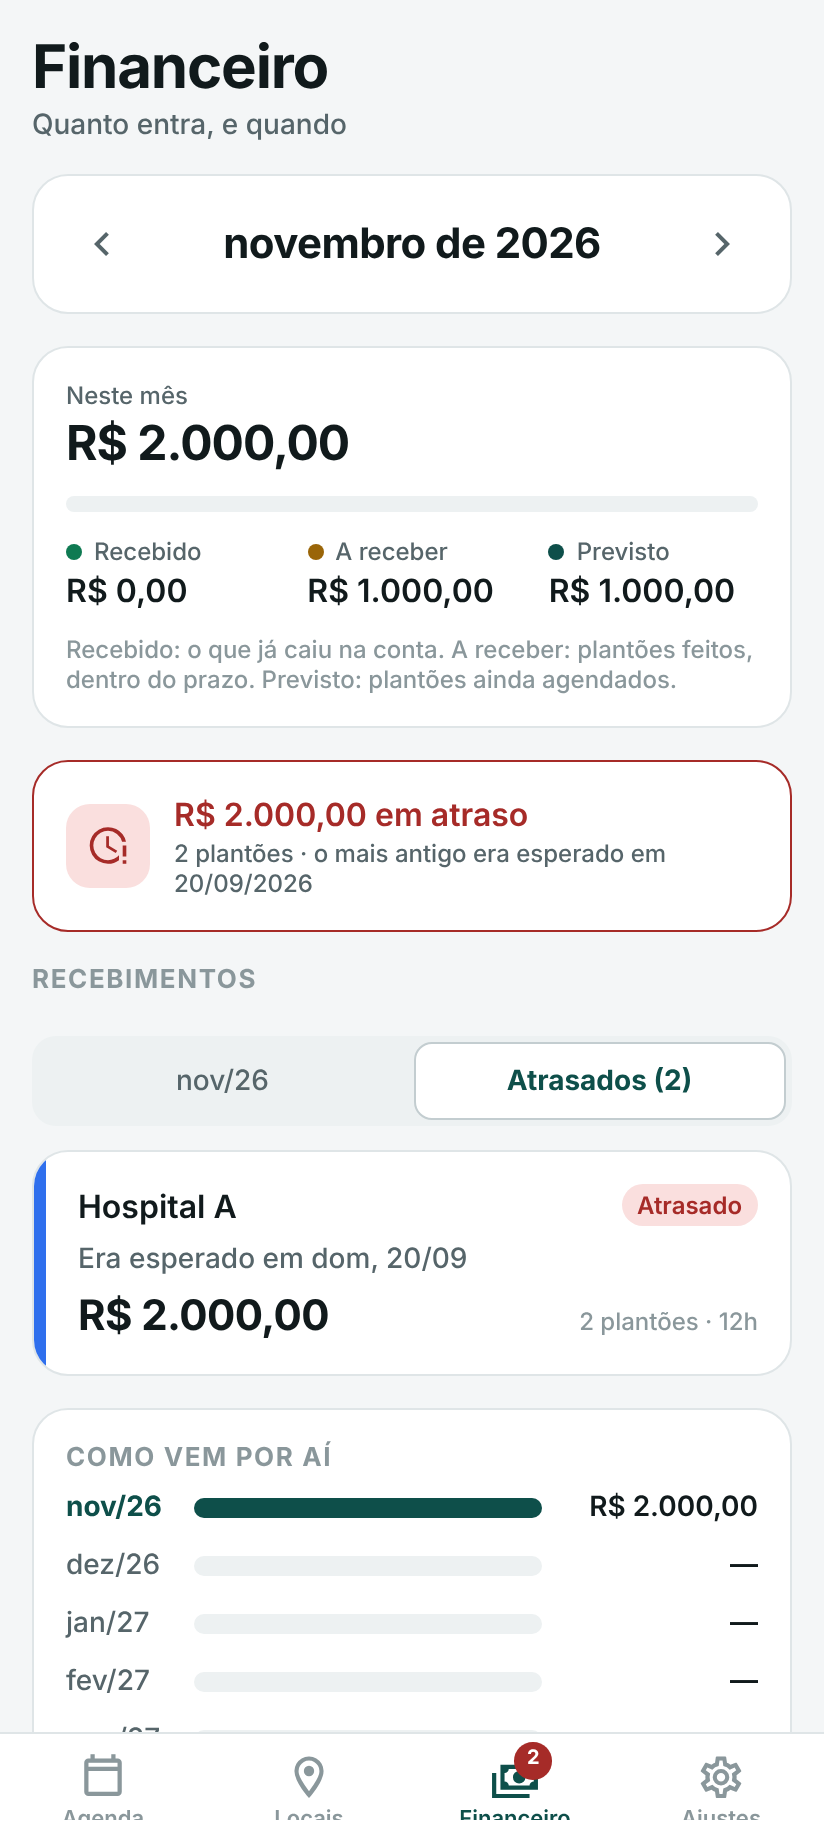 Financeiro
Quanto entra, e quando
novembro de 2026
Neste mês
R$ 2.000,00
Recebido
A receber
Previsto
R$ 0,00
R$ 1.000,00
R$ 1.000,00
Recebido: o que já caiu na conta. A receber: plantões feitos,
dentro do prazo. Previsto: plantões ainda agendados.
R$ 2.000,00 em atraso
2 plantões · o mais antigo era esperado em
20/09/2026
RECEBIMENTOS
nov/26
Atrasados (2)
Hospital A
Atrasado
Era esperado em dom, 20/09
R$ 2.000,00
2 plantões · 12h
COMO VEM POR AÍ
nov/26
R$ 2.000,00
dez/26
—
jan/27
—
fev/27
—
2
Agenda
Locais
Financeiro
Ajustes